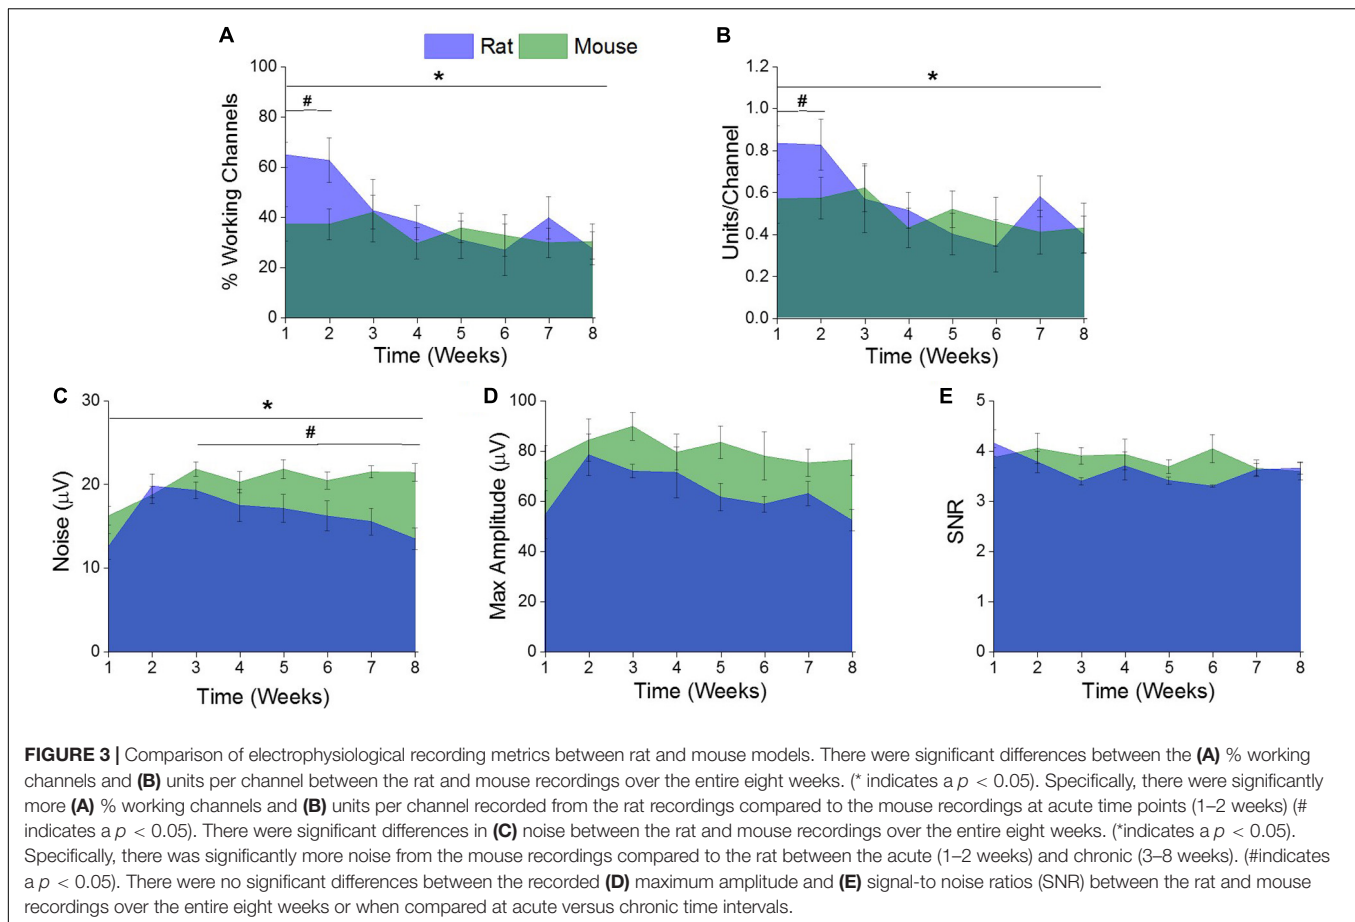 A
Rat
Mouse
B
100
80
60
40
20
0
% Working Channels
*
#
1 2 3 4 5 6 7 8
Time (Weeks)
1.2
1.0
0.8
0.6
0.4
0.2
0.0
Units/Channel
*
#
1 2 3 4 5 6 7 8
Time (Weeks)
C
30
20
10
0
Noise (µV)
*
#
1 2 3 4 5 6 7 8
Time (Weeks)
D
100
80
60
40
20
0
Max Amplitude (µV)
1 2 3 4 5 6 7 8
Time (Weeks)
E
5
4
3
2
1
0
SNR
1 2 3 4 5 6 7 8
Time (Weeks)
FIGURE 3 | Comparison of electrophysiological recording metrics between rat and mouse models. There were significant differences between the (A) % working
channels and (B) units per channel between the rat and mouse recordings over the entire eight weeks. (* indicates a p < 0.05). Specifically, there were significantly
more (A) % working channels and (B) units per channel recorded from the rat recordings compared to the mouse recordings at acute time points (1–2 weeks) (#
indicates a p < 0.05). There were significant differences in (C) noise between the rat and mouse recordings over the entire eight weeks. (*indicates a p < 0.05).
Specifically, there was significantly more noise from the mouse recordings compared to the rat between the acute (1–2 weeks) and chronic (3–8 weeks). (#indicates
a p < 0.05). There were no significant differences between the recorded (D) maximum amplitude and (E) signal-to noise ratios (SNR) between the rat and mouse
recordings over the entire eight weeks or when compared at acute versus chronic time intervals.